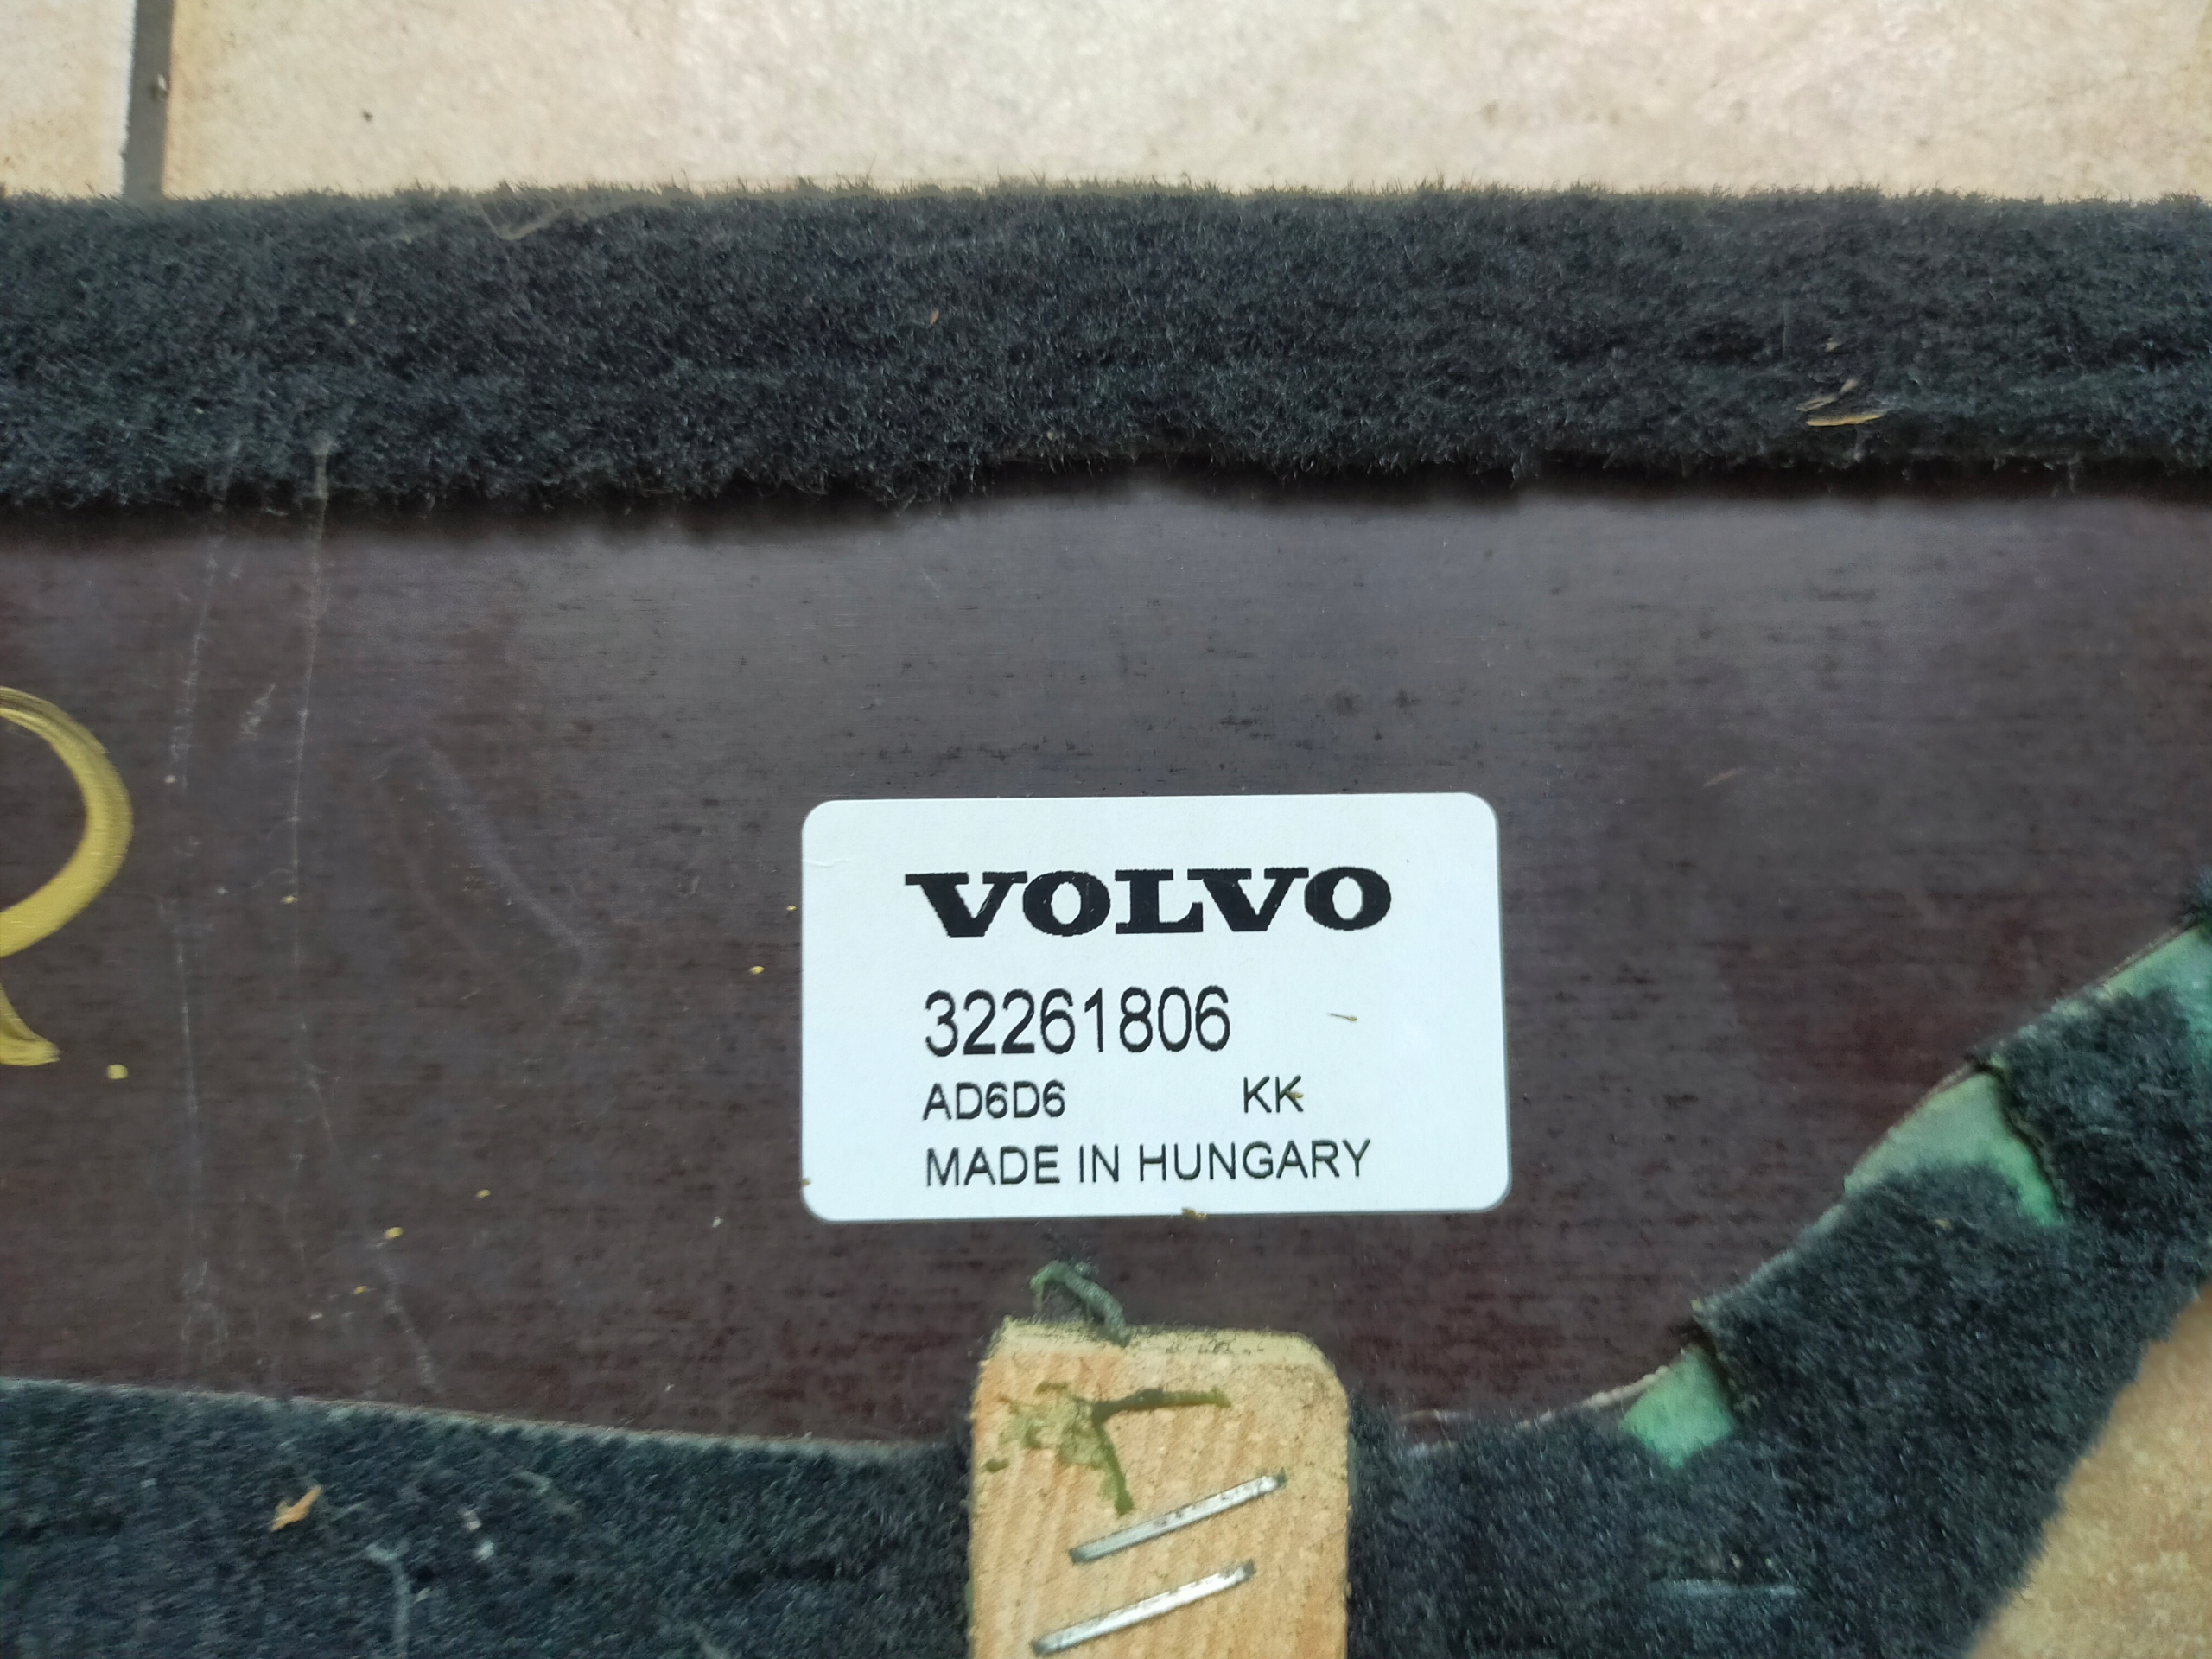 VOLVO
32261806
AD6D6 KK
MADE IN HUNGARY
R